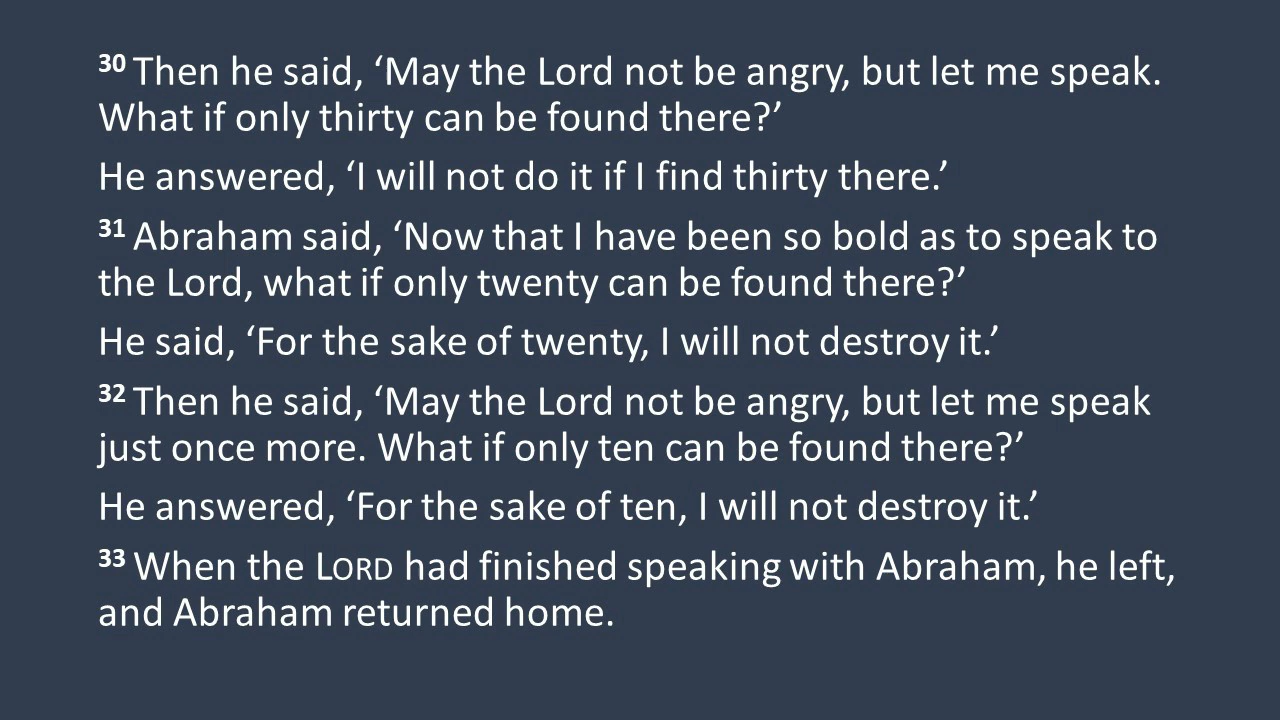 30 Then he said, ‘May the Lord not be angry, but let me speak.
What if only thirty can be found there?’
He answered, ‘I will not do it if I find thirty there.’
31 Abraham said, ‘Now that I have been so bold as to speak to
the Lord, what if only twenty can be found there?’
He said, ‘For the sake of twenty, I will not destroy it.’
32 Then he said, ‘May the Lord not be angry, but let me speak
just once more. What if only ten can be found there?’
He answered, ‘For the sake of ten, I will not destroy it.’
33 When the LORD had finished speaking with Abraham, he left,
and Abraham returned home.